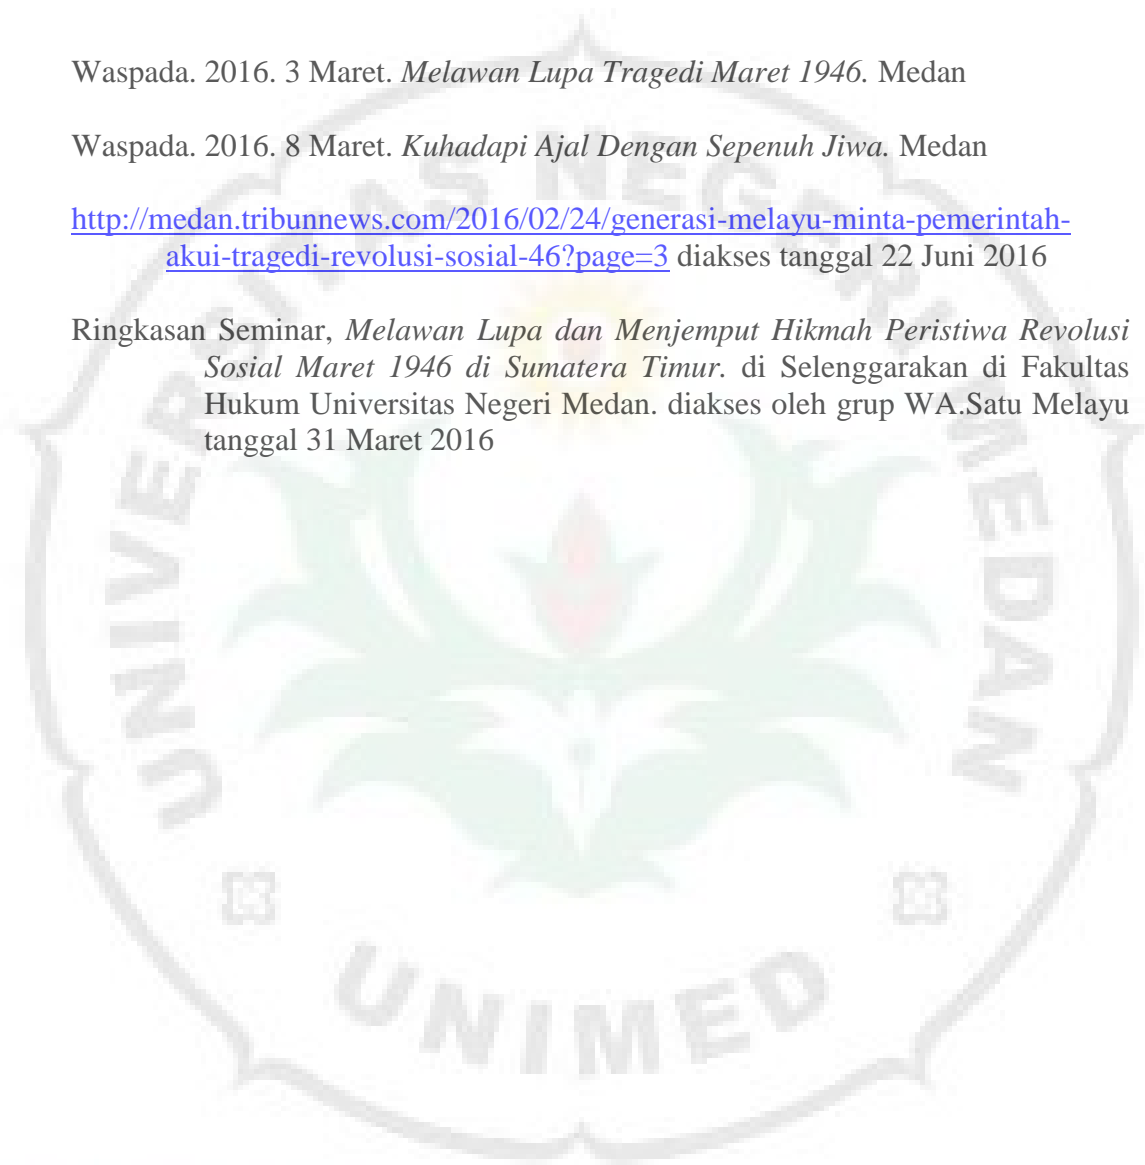 Waspada. 2016. 3 Maret. Melawan Lupa Tragedi Maret 1946. Medan
Waspada. 2016. 8 Maret. Kuhadapi Ajal Dengan Sepenuh Jiwa. Medan
http://medan.tribunnews.com/2016/02/24/generasi-melayu-minta-pemerintah-
akui-tragedi-revolusi-sosial-46?page=3 diakses tanggal 22 Juni 2016
Ringkasan Seminar, Melawan Lupa dan Menjemput Hikmah Peristiwa Revolusi
Sosial Maret 1946 di Sumatera Timur. di Selenggarakan di Fakultas
Hukum Universitas Negeri Medan. diakses oleh grup WA.Satu Melayu
tanggal 31 Maret 2016
UNIVERSITAS NEGERI MEDAN
UNIMED